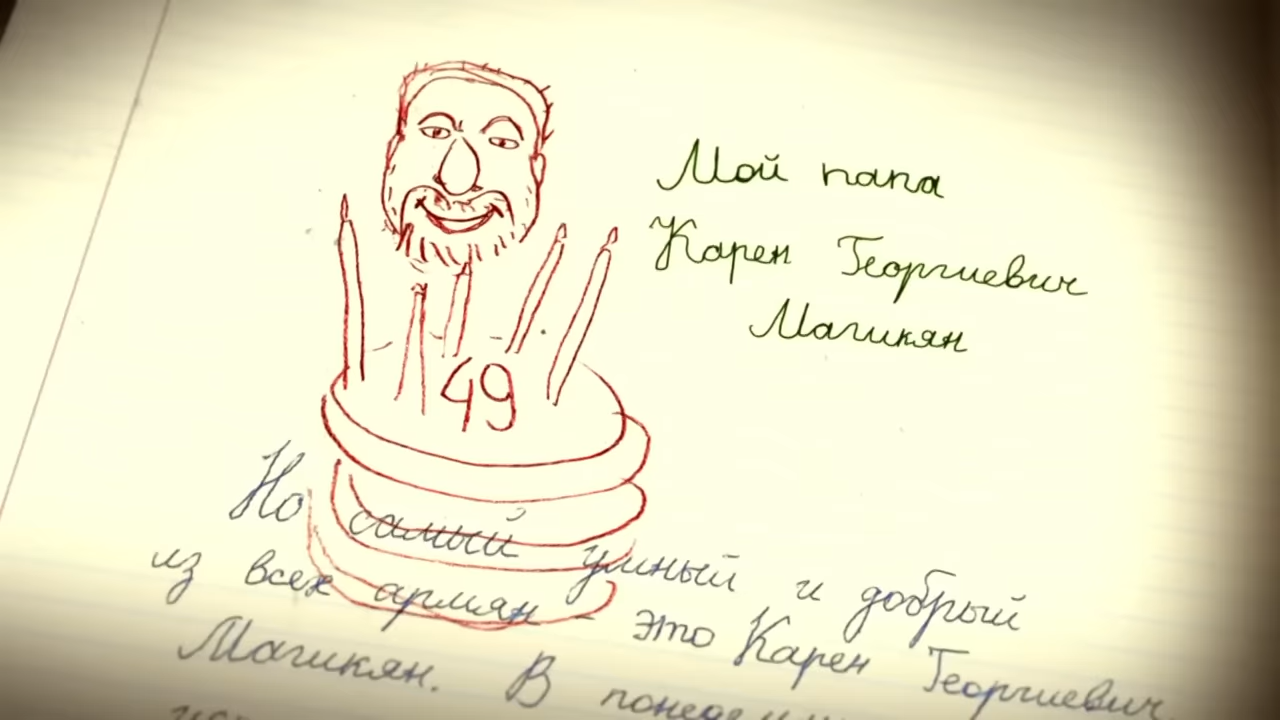 Мой папа
Карен Георгиевич
Магикян
49
Но самый умный и добрый
из всех армян - это Карен Георгиевич
Магикян. В